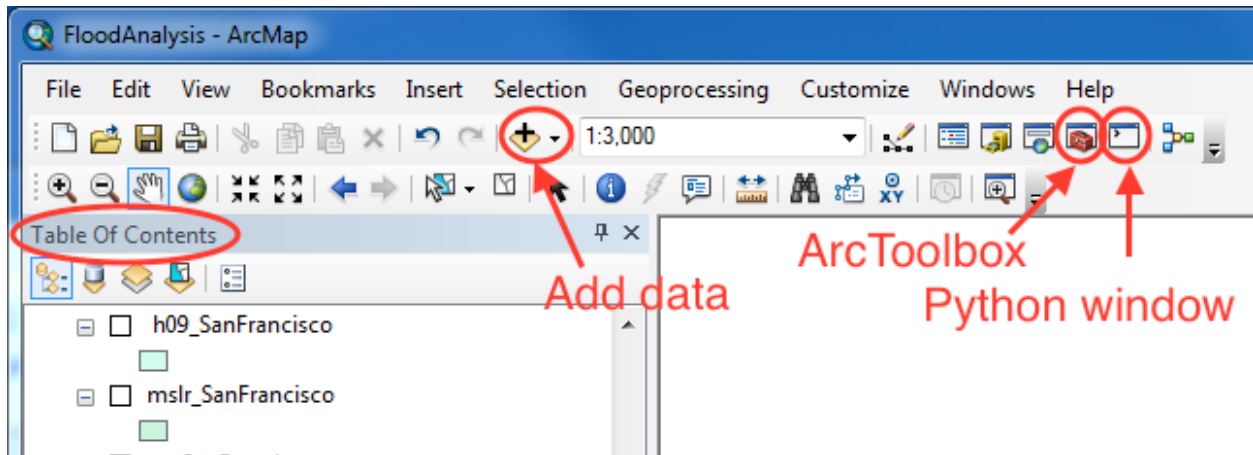 FloodAnalysis - ArcMap
File Edit View Bookmarks Insert Selection Geoprocessing Customize Windows Help
1:3,000
XY
Table Of Contents
ArcToolbox
Add data
Python window
h09_SanFrancisco
mslr_SanFrancisco